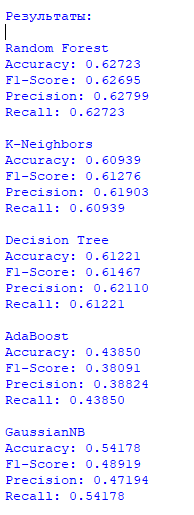 Результаты:
Random Forest
Accuracy: 0.62723
F1-Score: 0.62695
Precision: 0.62799
Recall: 0.62723
K-Neighbors
Accuracy: 0.60939
F1-Score: 0.61276
Precision: 0.61903
Recall: 0.60939
Decision Tree
Accuracy: 0.61221
F1-Score: 0.61467
Precision: 0.62110
Recall: 0.61221
AdaBoost
Accuracy: 0.43850
F1-Score: 0.38091
Precision: 0.38824
Recall: 0.43850
GaussianNB
Accuracy: 0.54178
F1-Score: 0.48919
Precision: 0.47194
Recall: 0.54178